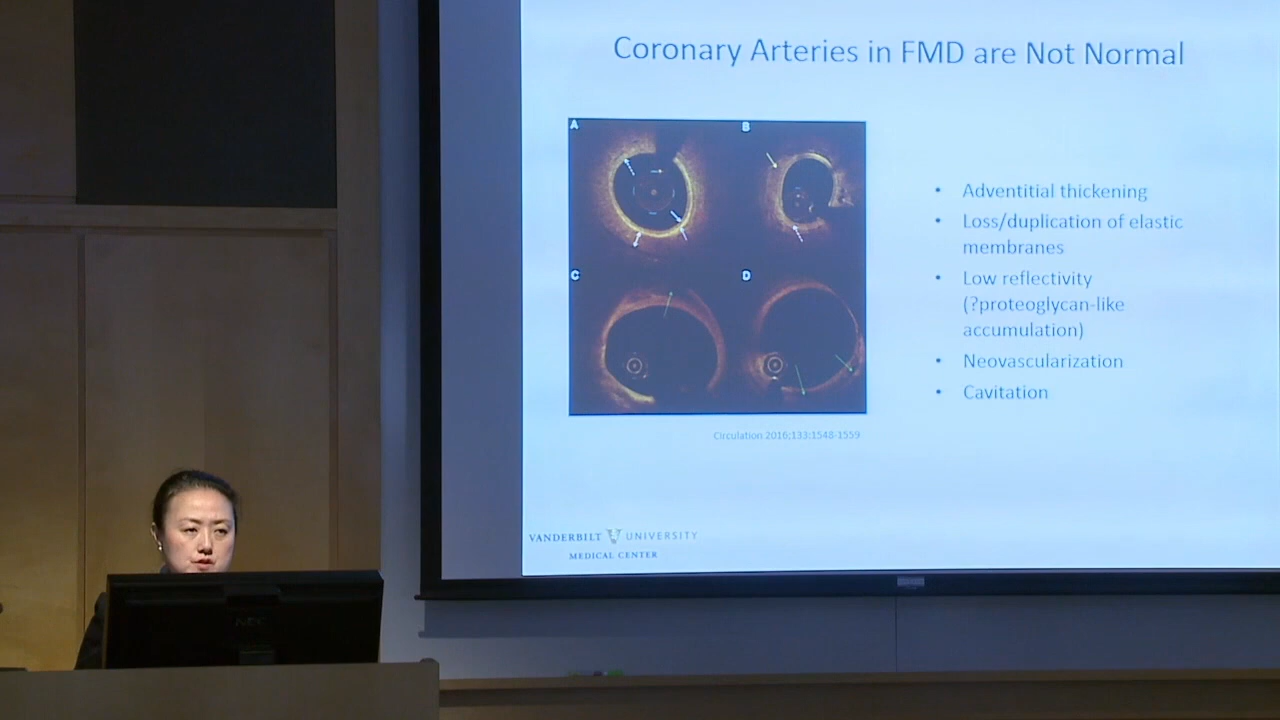 Coronary Arteries in FMD are Not Normal
A
B
C
D
• Adventitial thickening
• Loss/duplication of elastic
membranes
• Low reflectivity
(?proteoglycan-like
accumulation)
• Neovascularization
• Cavitation
Circulation 2016;133:1548-1559
VANDERBILT UNIVERSITY
MEDICAL CENTER
NEC